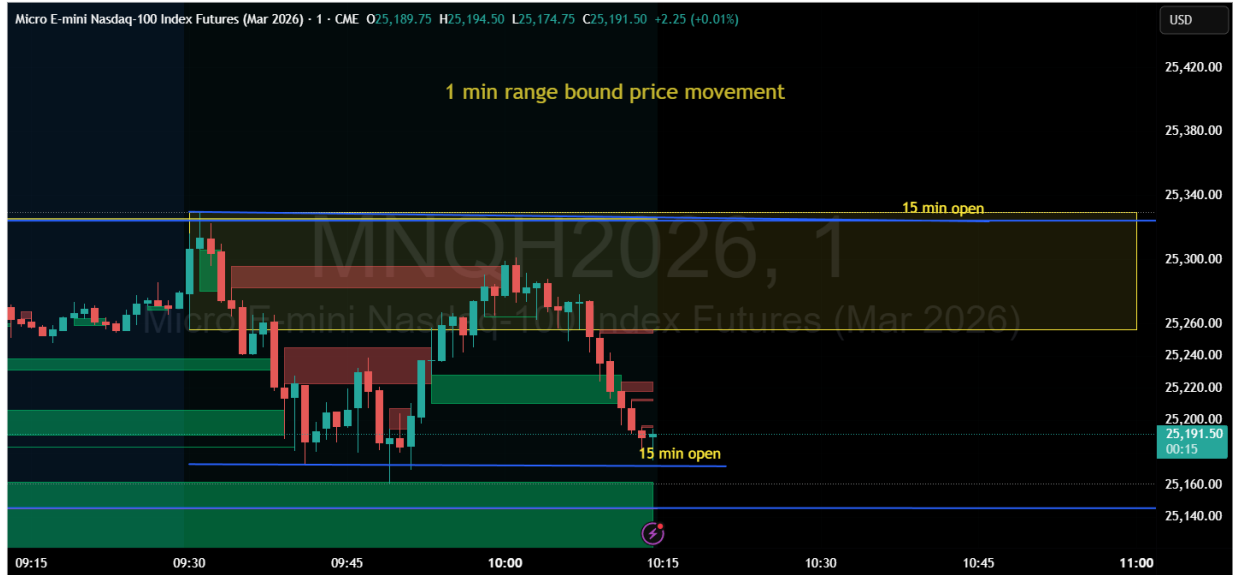 Micro E-mini Nasdaq-100 Index Futures (Mar 2026) · 1 · CME O25,189.75 H25,194.50 L25,174.75 C25,191.50 +2.25 (+0.01%)
USD
1 min range bound price movement
25,420.00
25,380.00
25,340.00
15 min open
MNQH2026, 1
25,300.00
Micro E-mini Nasdaq-100 Index Futures (Mar 2026)
25,260.00
25,240.00
25,220.00
25,200.00
25,191.50
00:15
15 min open
25,160.00
25,140.00
09:15 09:30 09:45 10:00 10:15 10:30 10:45 11:00